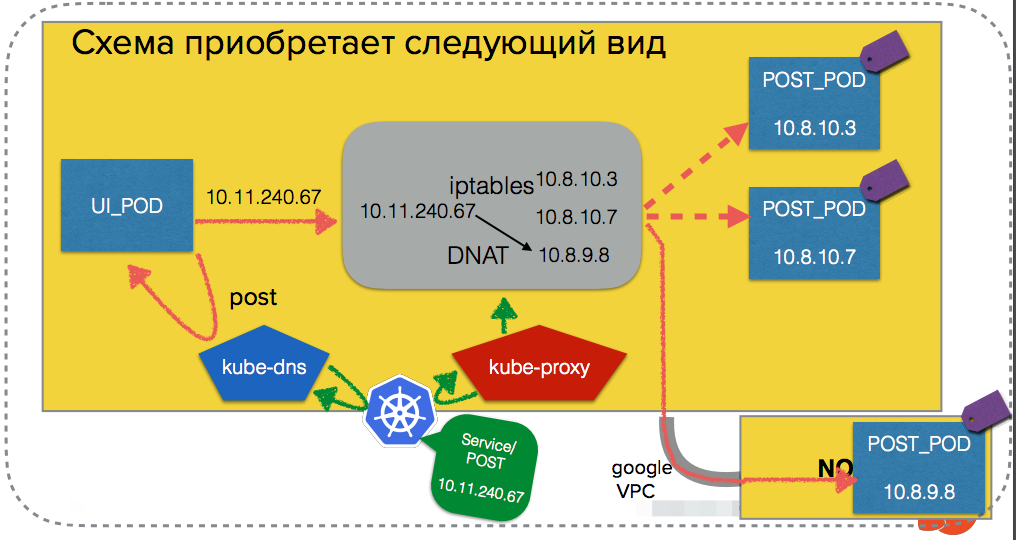 Схема приобретает следующий вид
POST_POD
10.8.10.3
UI_POD
10.11.240.67
iptables
10.8.10.3
10.11.240.67
10.8.10.7
DNAT
10.8.9.8
POST_POD
10.8.10.7
post
kube-dns
kube-proxy
Service/
POST
10.11.240.67
google
VPC
NO
POST_POD
10.8.9.8